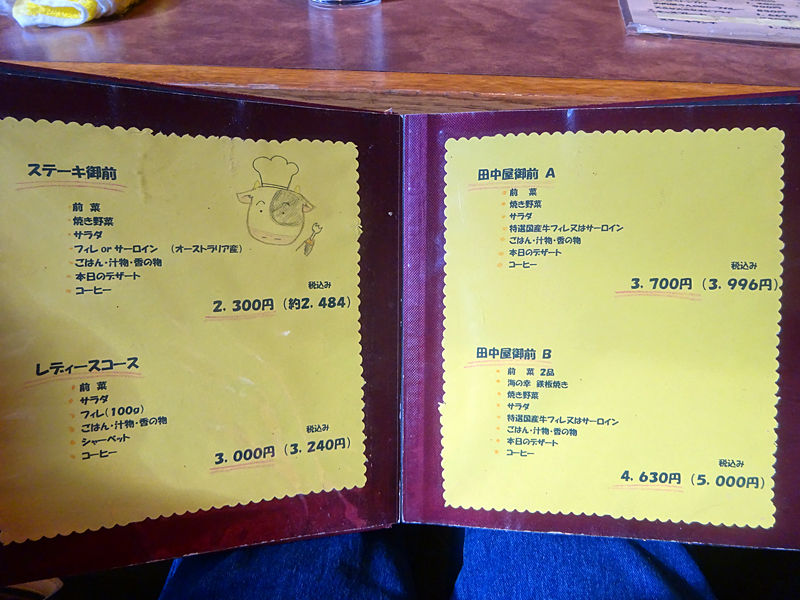 ステーキ御前
前 菜
焼き野菜
サラダ
フィレ or サーロイン （オーストラリア産）
ごはん・汁物・香の物
本日のデザート
コーヒー
税込み
2. 300円（約2. 484）
レディースコース
前 菜
サラダ
フィレ（100g）
ごはん・汁物・香の物
シャーベット
コーヒー
税込み
3. 000円（3. 240円）
田中屋御前 A
前 菜
焼き野菜
サラダ
特選国産牛フィレ又はサーロイン
ごはん・汁物・香の物
本日のデザート
コーヒー
税込み
3. 700円（3. 996円）
田中屋御前 B
前 菜 2品
海の幸 鉄板焼き
焼き野菜
サラダ
特選国産牛フィレ又はサーロイン
ごはん・汁物・香の物
本日のデザート
コーヒー
税込み
4. 630円（5. 000円）